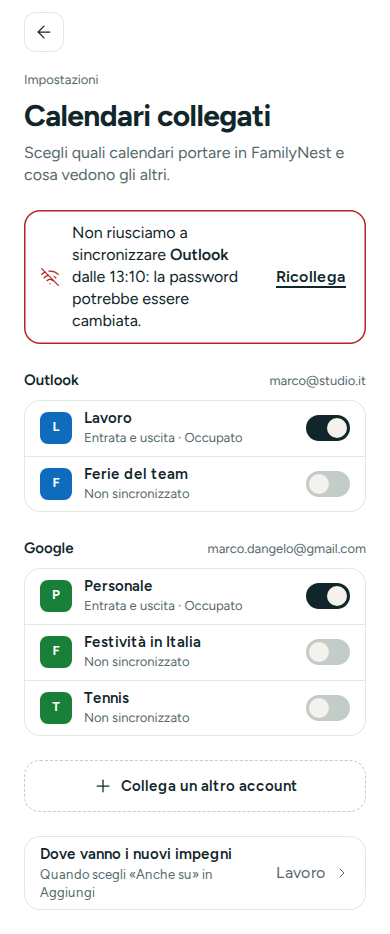 Impostazioni
Calendari collegati
Scegli quali calendari portare in FamilyNest e
cosa vedono gli altri.
Non riusciamo a
sincronizzare Outlook
dalle 13:10: la password
potrebbe essere
cambiata.
Ricollega
Outlook
marco@studio.it
L
Lavoro
Entrata e uscita · Occupato
F
Ferie del team
Non sincronizzato
Google
marco.dangelo@gmail.com
P
Personale
Entrata e uscita · Occupato
F
Festività in Italia
Non sincronizzato
T
Tennis
Non sincronizzato
Collega un altro account
Dove vanno i nuovi impegni
Quando scegli «Anche su» in
Aggiungi
Lavoro